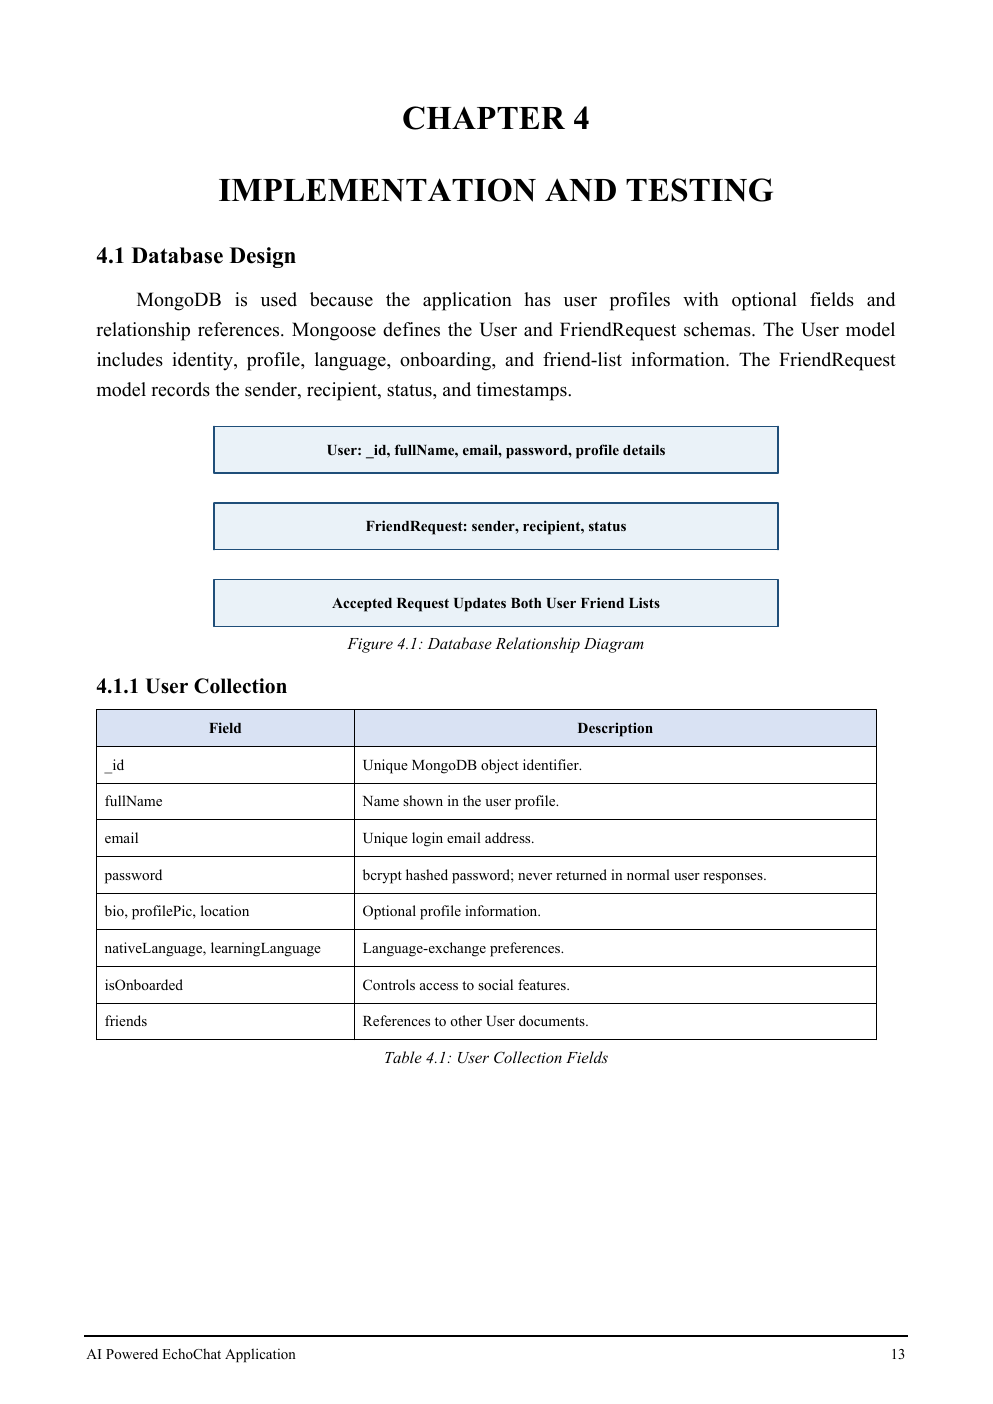 CHAPTER 4
IMPLEMENTATION AND TESTING
4.1 Database Design
MongoDB is used because the application has user profiles with optional fields and
relationship references. Mongoose defines the User and FriendRequest schemas. The User model
includes identity, profile, language, onboarding, and friend-list information. The FriendRequest
model records the sender, recipient, status, and timestamps.
User: _id, fullName, email, password, profile details
FriendRequest: sender, recipient, status
Accepted Request Updates Both User Friend Lists
Figure 4.1: Database Relationship Diagram
4.1.1 User Collection
Field Description
_id Unique MongoDB object identifier.
fullName Name shown in the user profile.
email Unique login email address.
password bcrypt hashed password; never returned in normal user responses.
bio, profilePic, location Optional profile information.
nativeLanguage, learningLanguage Language-exchange preferences.
isOnboarded Controls access to social features.
friends References to other User documents.
Table 4.1: User Collection Fields
AI Powered EchoChat Application 13